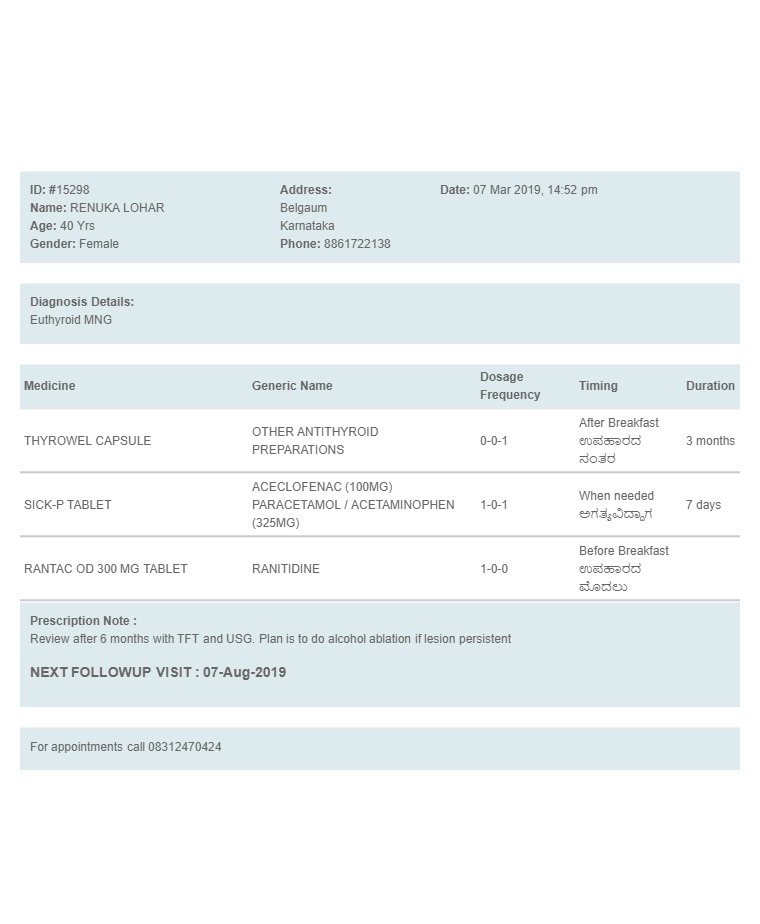 ID: #15298
Name: RENUKA LOHAR
Age: 40 Yrs
Gender: Female
Address:
Belgaum
Karnataka
Phone: 8861722138
Date: 07 Mar 2019, 14:52 pm
Diagnosis Details:
Euthyroid MNG
Medicine Generic Name Dosage Frequency Timing Duration
THYROWEL CAPSULE
OTHER ANTITHYROID
PREPARATIONS
0-0-1
After Breakfast
ಉಪಹಾರದ
ನಂತರ
3 months
SICK-P TABLET
ACECLOFENAC (100MG)
PARACETAMOL / ACETAMINOPHEN
(325MG)
1-0-1
When needed
ಅಗತ್ಯವಿದ್ದಾಗ
7 days
RANTAC OD 300 MG TABLET
RANITIDINE
1-0-0
Before Breakfast
ಉಪಹಾರದ
ಮೊದಲು
Prescription Note :
Review after 6 months with TFT and USG. Plan is to do alcohol ablation if lesion persistent
NEXT FOLLOWUP VISIT : 07-Aug-2019
For appointments call 08312470424